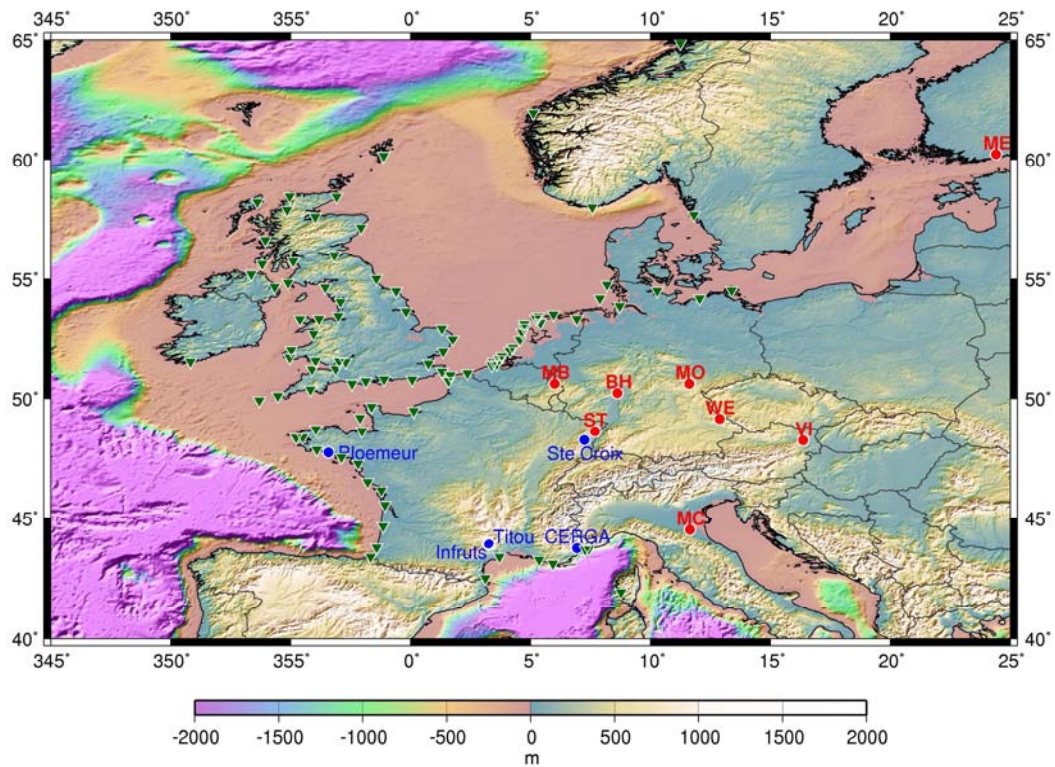 345˚ 350˚ 355˚ 0˚ 5˚ 10˚ 15˚ 20˚ 25˚
65˚ 65˚
ME
60˚ 60˚
55˚ 55˚
MB BH MO
50˚ 50˚
ST WE VI
Ploemeur Ste Croix
45˚ MC 45˚
Infruts Titou CERGA
40˚ 40˚
345˚ 350˚ 355˚ 0˚ 5˚ 10˚ 15˚ 20˚ 25˚
-2000 -1500 -1000 -500 0 500 1000 1500 2000
m